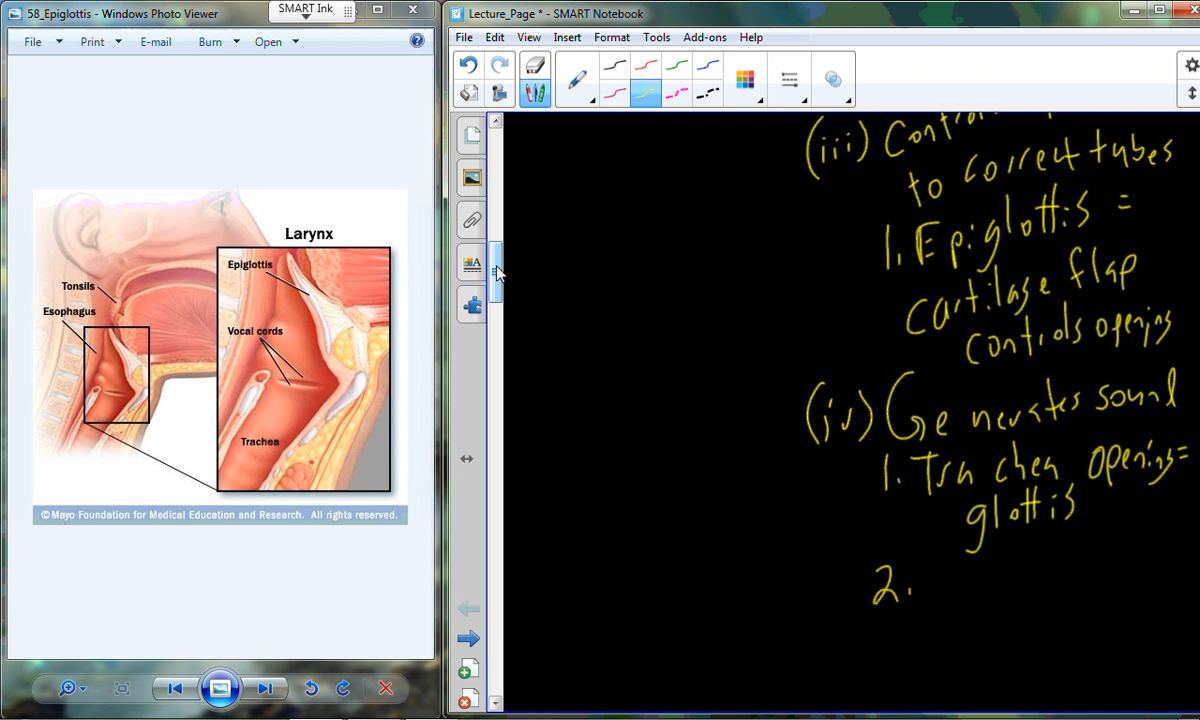 58_Epiglottis - Windows Photo Viewer
SMART Ink
File Print E-mail Burn Open
Larynx
Epiglottis
Tonsils
Esophagus
Vocal cords
Trachea
©Mayo Foundation for Medical Education and Research. All rights reserved.
Lecture_Page * - SMART Notebook
File Edit View Insert Format Tools Add-ons Help
(iii)
to correct tubes
1. Epiglottis =
cartilage flap
controls opening
(iv) Generates sound
1. Trachea opening=
glottis
2.